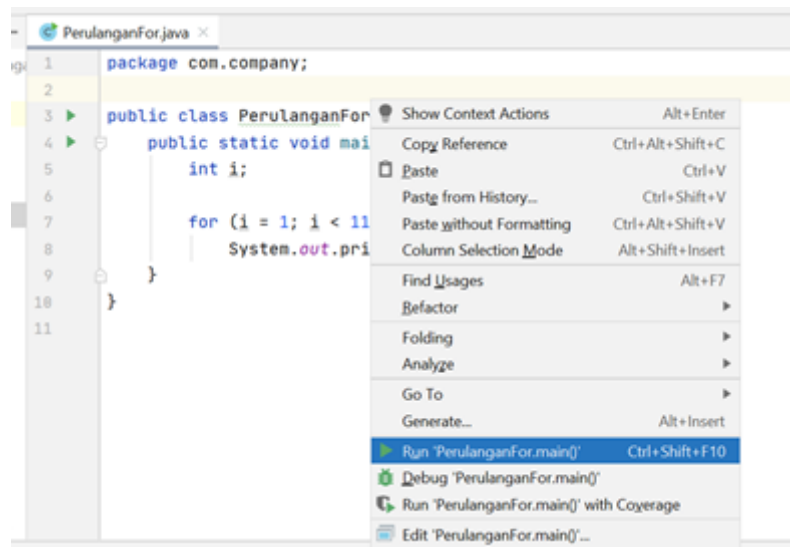 PerulanganFor.java
1 package com.company;
2
3 public class PerulanganFor
4 public static void mai
5 int i;
6
7 for (i = 1; i < 11
8 System.out.pri
9 }
10 }
11
Show Context Actions Alt+Enter
Copy Reference Ctrl+Alt+Shift+C
Paste Ctrl+V
Paste from History... Ctrl+Shift+V
Paste without Formatting Ctrl+Alt+Shift+V
Column Selection Mode Alt+Shift+Insert
Find Usages Alt+F7
Refactor
Folding
Analyze
Go To
Generate... Alt+Insert
Run 'PerulanganFor.main()' Ctrl+Shift+F10
Debug 'PerulanganFor.main()'
Run 'PerulanganFor.main()' with Coverage
Edit 'PerulanganFor.main()'...